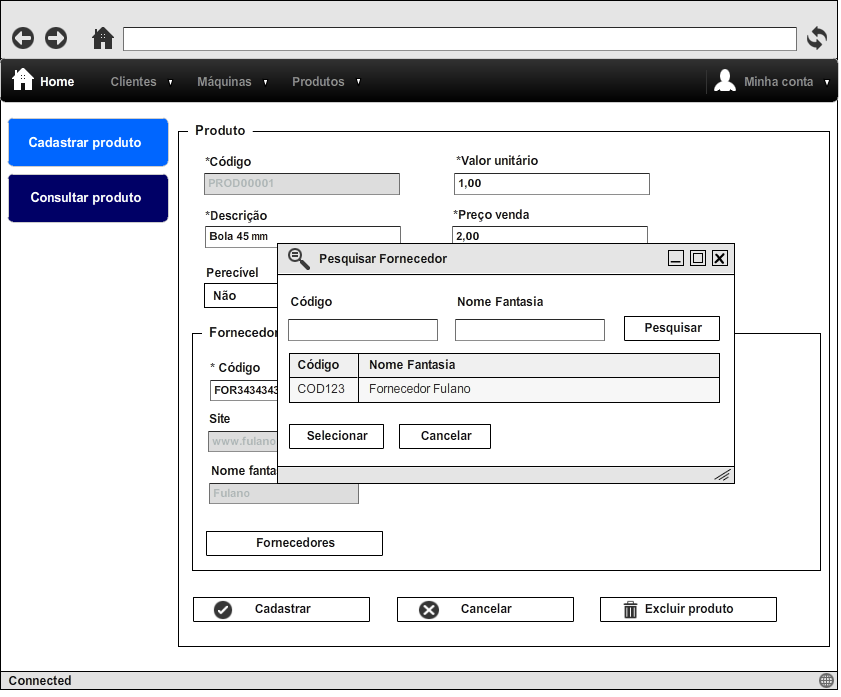 Home Clientes Máquinas Produtos Minha conta
Cadastrar produto
Consultar produto
Produto
*Código *Valor unitário
PROD00001 1,00
*Descrição *Preço venda
Bola 45 mm 2,00
Perecível
Não
Pesquisar Fornecedor
Código Nome Fantasia
Pesquisar
Código Nome Fantasia
COD123 Fornecedor Fulano
Selecionar Cancelar
Fornecedor
* Código
FOR3434343
Site
www.fulano
Nome fanta
Fulano
Fornecedores
Cadastrar Cancelar Excluir produto
Connected